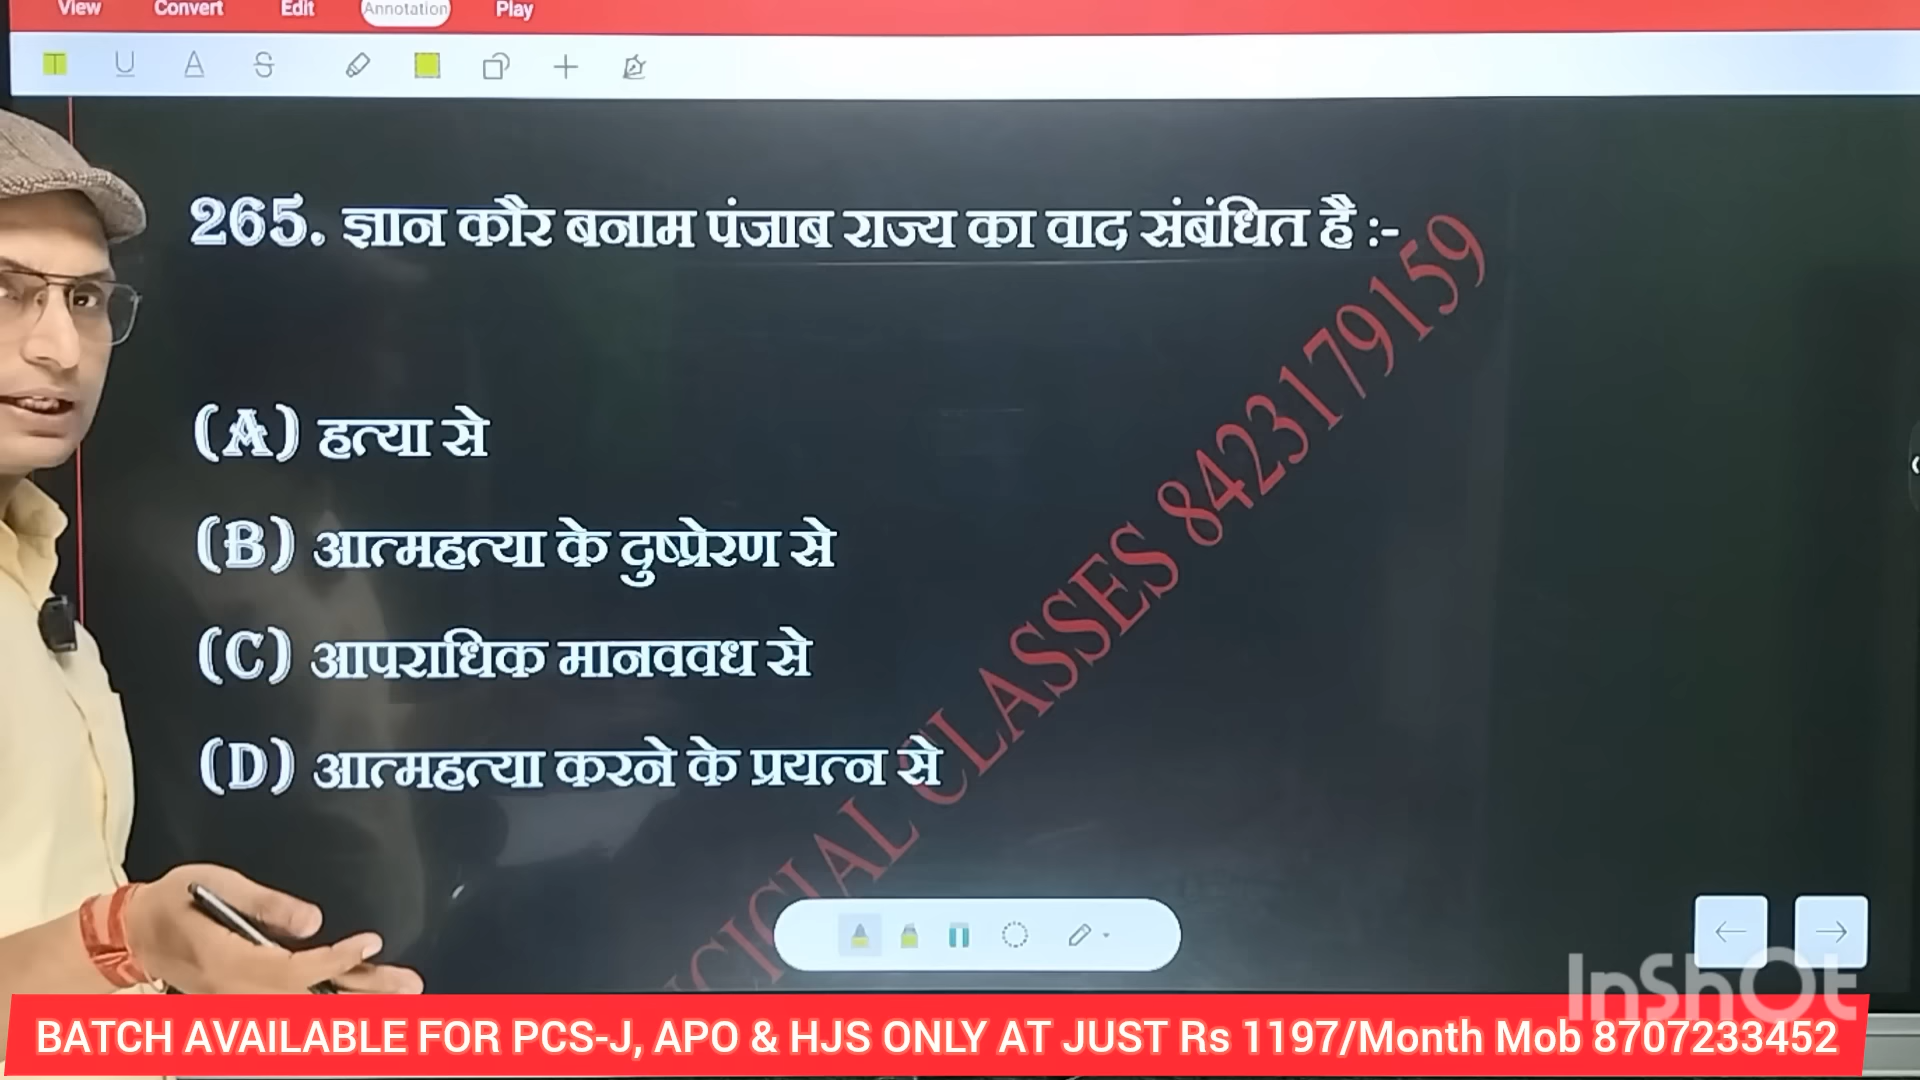 View Convert Edit Annotation Play
T U A S
265. ज्ञान कौर बनाम पंजाब राज्य का वाद संबंधित है :-
(A) हत्या से
(B) आत्महत्या के दुष्प्रेरण से
(C) आपराधिक मानववध से
(D) आत्महत्या करने के प्रयत्न से
CLASSES 8423179159
InShOt
BATCH AVAILABLE FOR PCS-J, APO & HJS ONLY AT JUST Rs 1197/Month Mob 8707233452